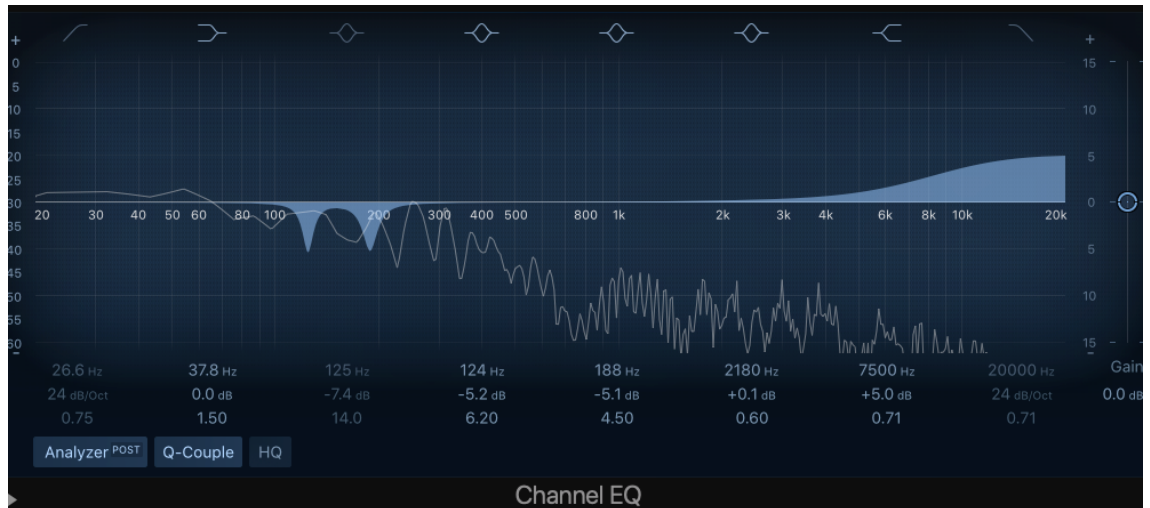 + +
0 15
5
10 10
15
20 5
25
30 0
20 30 40 50 60 80 100 200 300 400 500 800 1k 2k 3k 4k 6k 8k 10k 20k
35
40 5
45
50 10
55
60 15
- -
26.6 Hz 37.8 Hz 125 Hz 124 Hz 188 Hz 2180 Hz 7500 Hz 20000 Hz Gain
24 dB/Oct 0.0 dB -7.4 dB -5.2 dB -5.1 dB +0.1 dB +5.0 dB 24 dB/Oct 0.0 dB
0.75 1.50 14.0 6.20 4.50 0.60 0.71 0.71
Analyzer POST Q-Couple HQ
Channel EQ